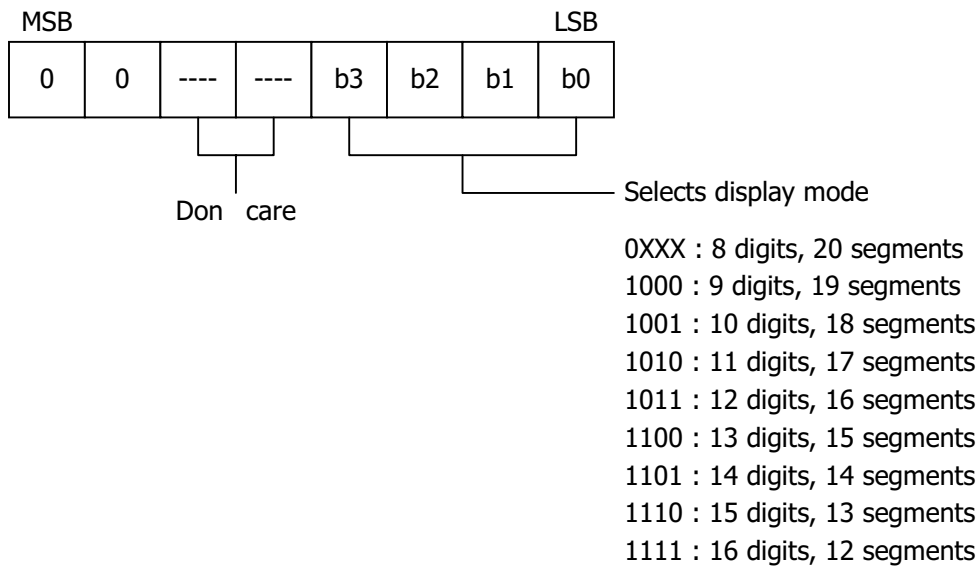 MSB LSB
0 0 ---- ---- b3 b2 b1 b0
Selects display mode
Don care
0XXX : 8 digits, 20 segments
1000 : 9 digits, 19 segments
1001 : 10 digits, 18 segments
1010 : 11 digits, 17 segments
1011 : 12 digits, 16 segments
1100 : 13 digits, 15 segments
1101 : 14 digits, 14 segments
1110 : 15 digits, 13 segments
1111 : 16 digits, 12 segments